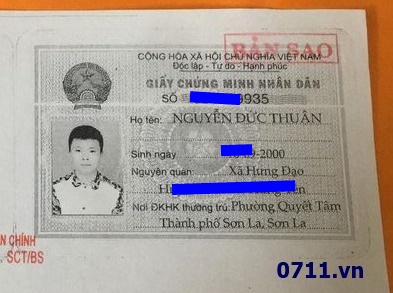 BẢN SAO
CỘNG HÒA XÃ HỘI CHỦ NGHĨA VIỆT NAM
Độc lập - Tự do - Hạnh phúc
GIẤY CHỨNG MINH NHÂN DÂN
SỐ 9935
Họ tên: NGUYỄN ĐỨC THUẬN
Sinh ngày -2000
Nguyên quán: Xã Hưng Đạo
Nơi ĐKHK thường trú: Phường Quyết Tâm
Thành phố Sơn La, Sơn La
CHÍNH
SCT/BS
0711.vn